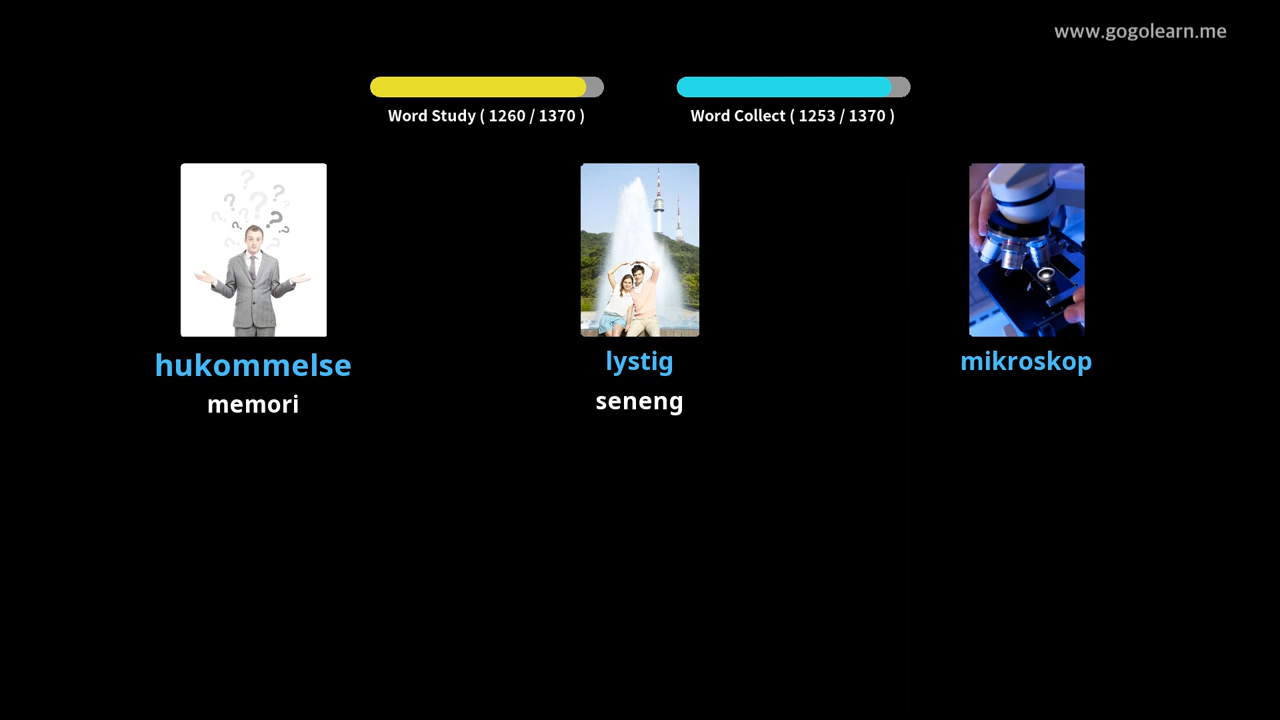 www.gogolearn.me
Word Study ( 1260 / 1370 )
Word Collect ( 1253 / 1370 )
hukommelse
memori
lystig
seneng
mikroskop